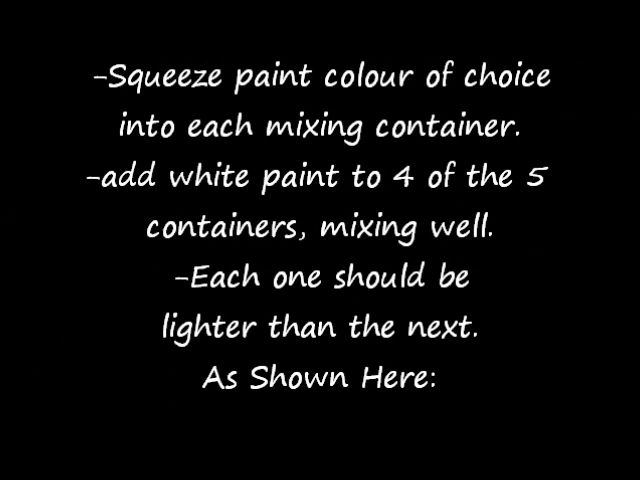 -Squeeze paint colour of choice
into each mixing container.
-add white paint to 4 of the 5
containers, mixing well.
-Each one should be
lighter than the next.
As Shown Here: